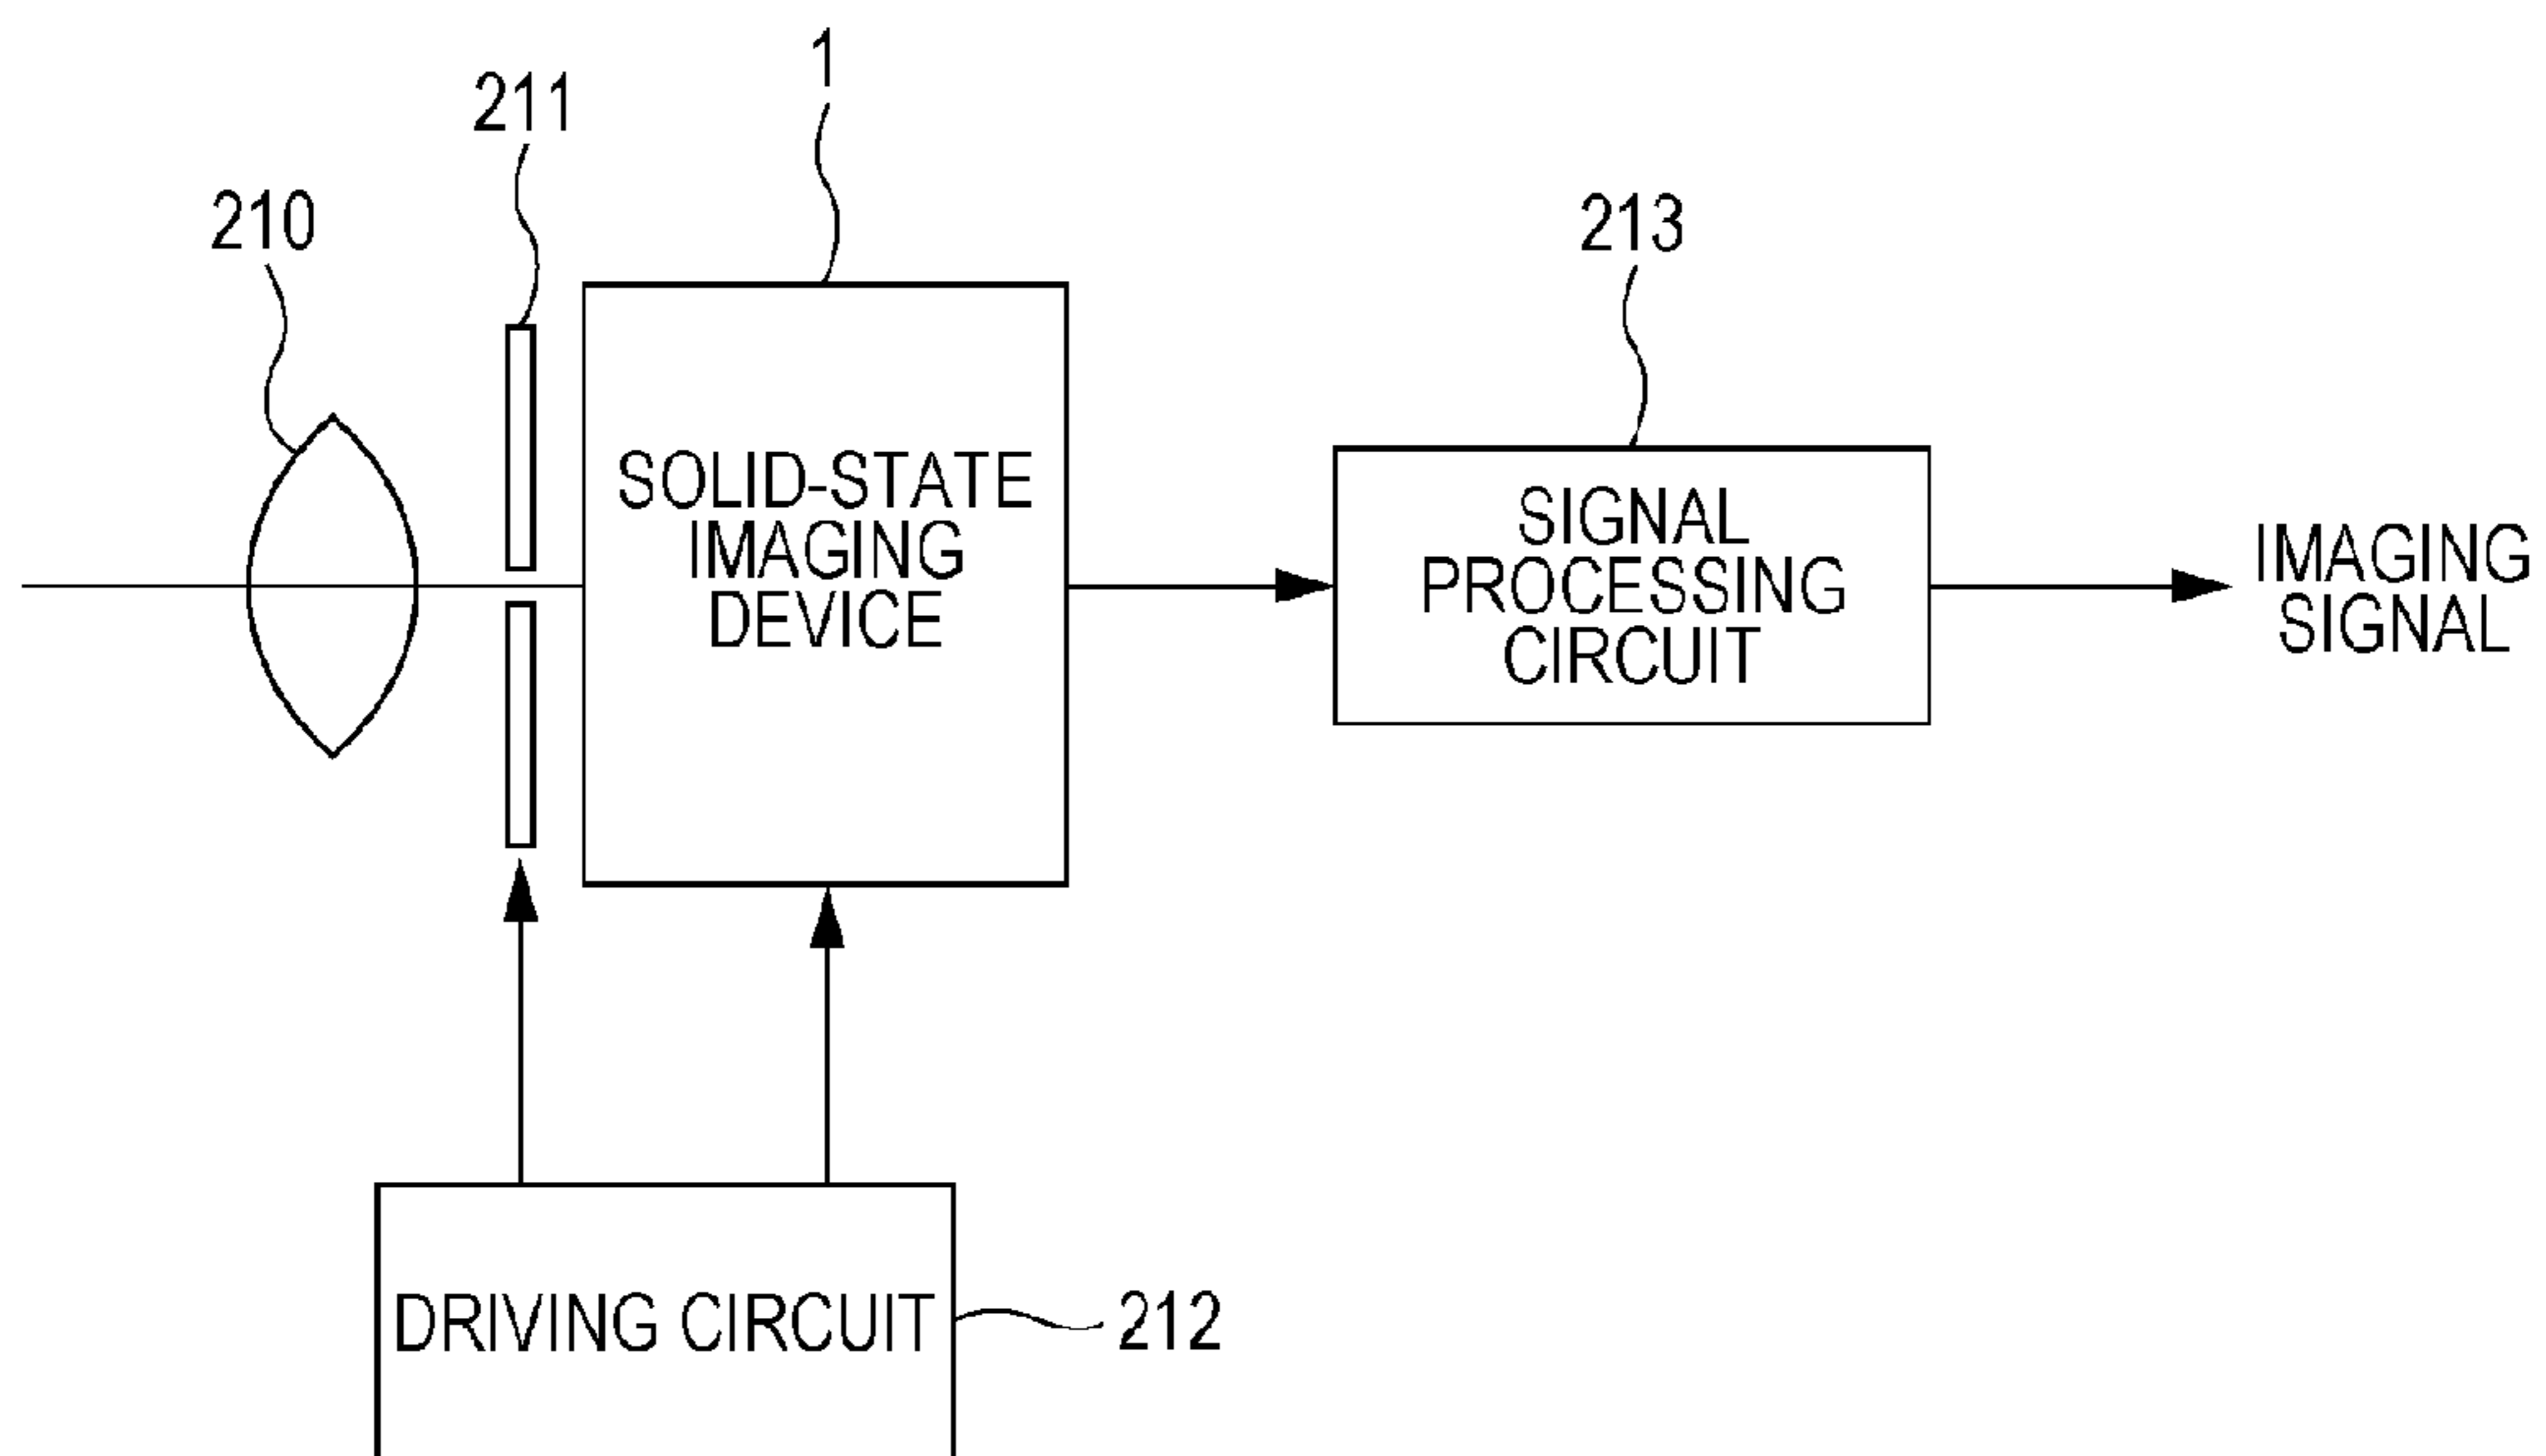 1
211
210
213
SOLID-STATE
IMAGING
DEVICE
SIGNAL
PROCESSING
CIRCUIT
IMAGING
SIGNAL
DRIVING CIRCUIT
212